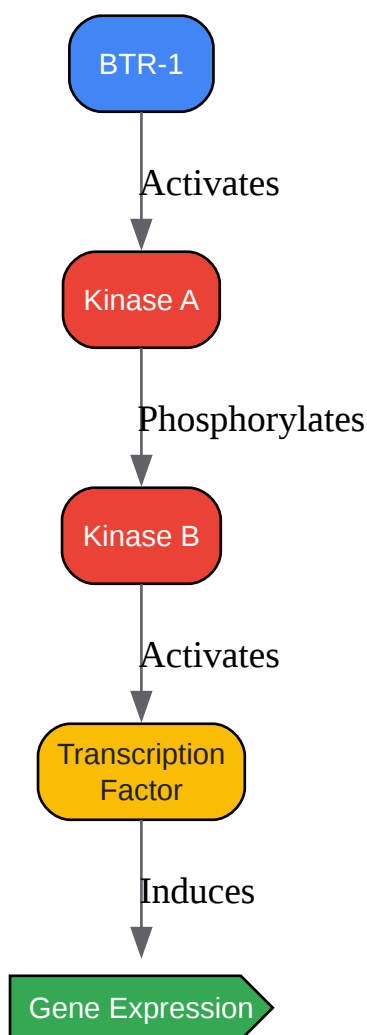 BTR-1
Activates
Kinase A
Phosphorylates
Kinase B
Activates
Transcription
Factor
Induces
Gene Expression